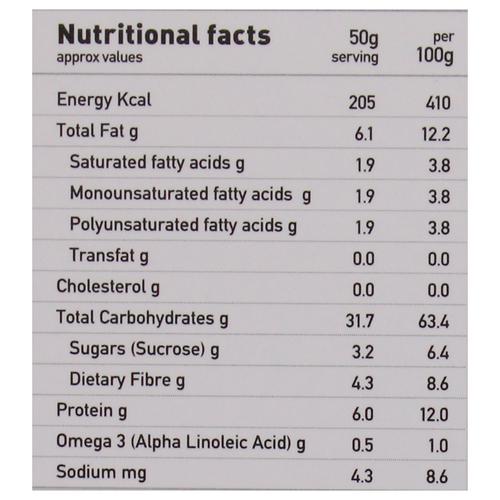 Nutritional facts 50g per
approx values serving 100g
Energy Kcal 205 410
Total Fat g 6.1 12.2
Saturated fatty acids g 1.9 3.8
Monounsaturated fatty acids g 1.9 3.8
Polyunsaturated fatty acids g 1.9 3.8
Transfat g 0.0 0.0
Cholesterol g 0.0 0.0
Total Carbohydrates g 31.7 63.4
Sugars (Sucrose) g 3.2 6.4
Dietary Fibre g 4.3 8.6
Protein g 6.0 12.0
Omega 3 (Alpha Linoleic Acid) g 0.5 1.0
Sodium mg 4.3 8.6